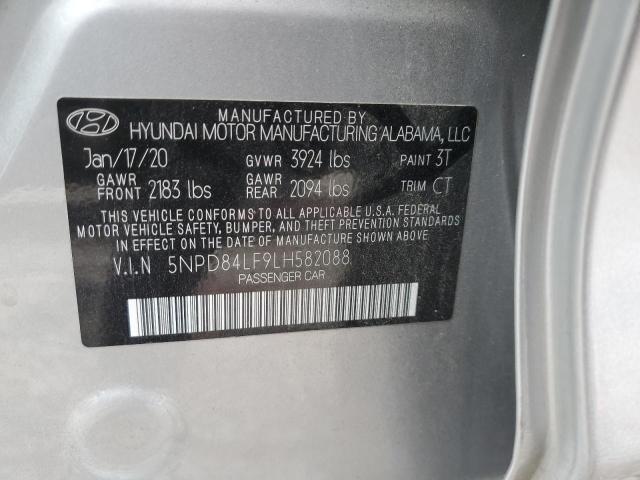 MANUFACTURED BY
HYUNDAI MOTOR MANUFACTURING ALABAMA, LLC
Jan/17/20 GVWR 3924 lbs PAINT 3T
GAWR FRONT 2183 lbs GAWR REAR 2094 lbs TRIM CT
THIS VEHICLE CONFORMS TO ALL APPLICABLE U.S.A. FEDERAL
MOTOR VEHICLE SAFETY, BUMPER, AND THEFT PREVENTION STANDARDS
IN EFFECT ON THE DATE OF MANUFACTURE SHOWN ABOVE.
V.I.N 5NPD84LF9LH582088
PASSENGER CAR